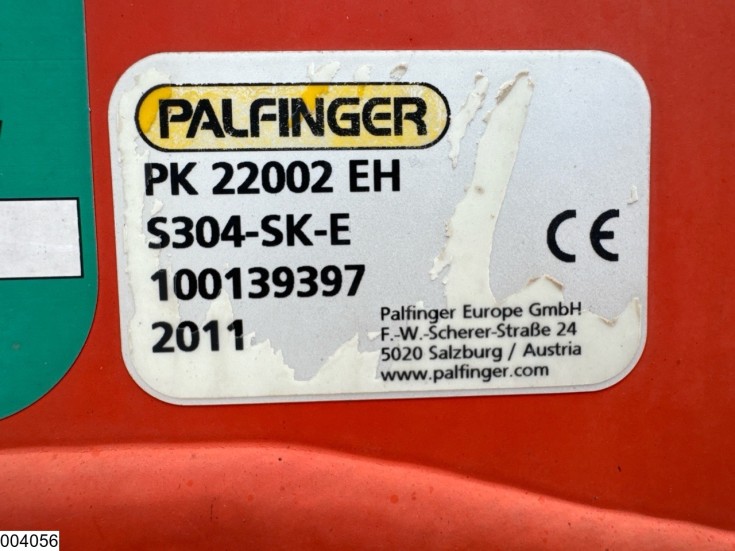 PALFINGER
PK 22002 EH
S304-SK-E
100139397
2011
CE
Palfinger Europe GmbH
F.-W.-Scherer-Straße 24
5020 Salzburg / Austria
www.palfinger.com
004056